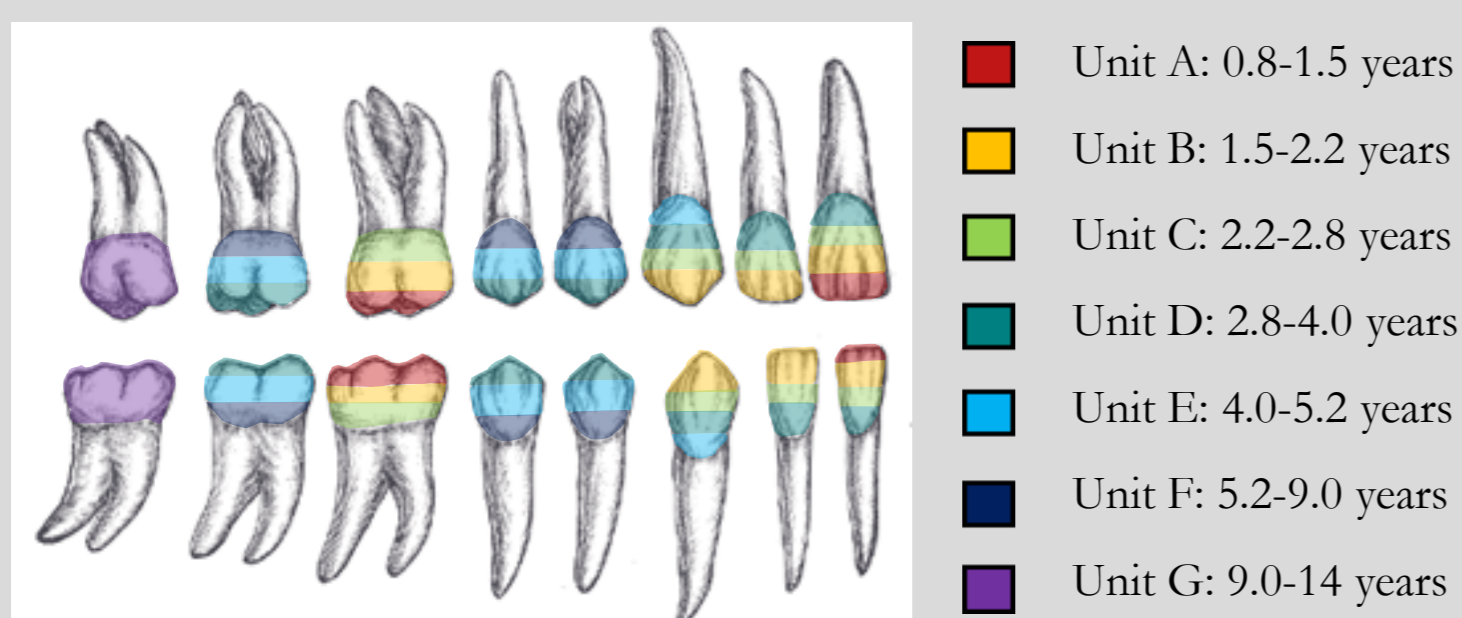 Unit A: 0.8-1.5 years
Unit B: 1.5-2.2 years
Unit C: 2.2-2.8 years
Unit D: 2.8-4.0 years
Unit E: 4.0-5.2 years
Unit F: 5.2-9.0 years
Unit G: 9.0-14 years